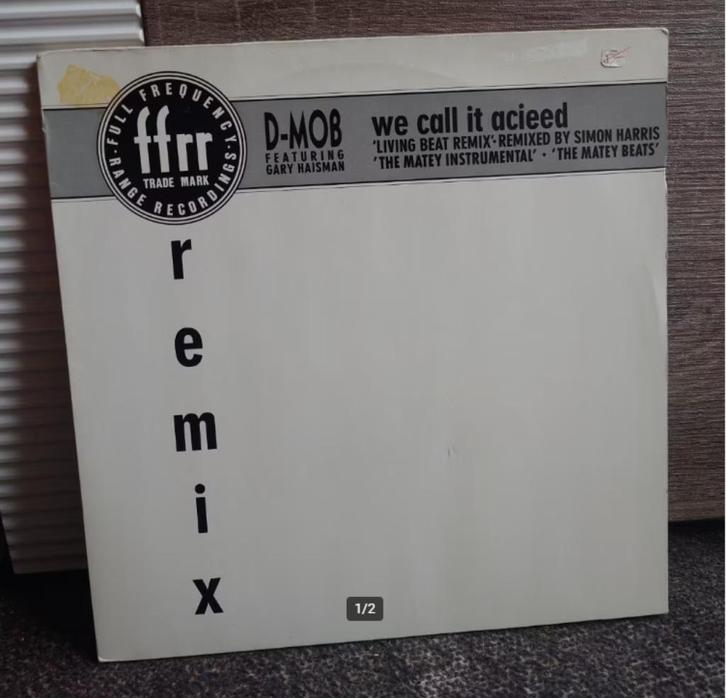 FULL FREQUENCY
ffrr
TRADE MARK
RANGE RECORDINGS
D-MOB
FEATURING
GARY HAISMAN
we call it acieed
'LIVING BEAT REMIX'· REMIXED BY SIMON HARRIS
'THE MATEY INSTRUMENTAL' · 'THE MATEY BEATS'
r
e
m
i
x
1/2